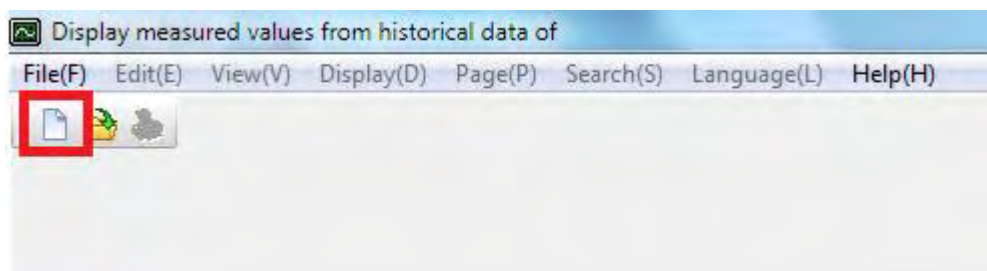 Display measured values from historical data of
File(F) Edit(E) View(V) Display(D) Page(P) Search(S) Language(L) Help(H)